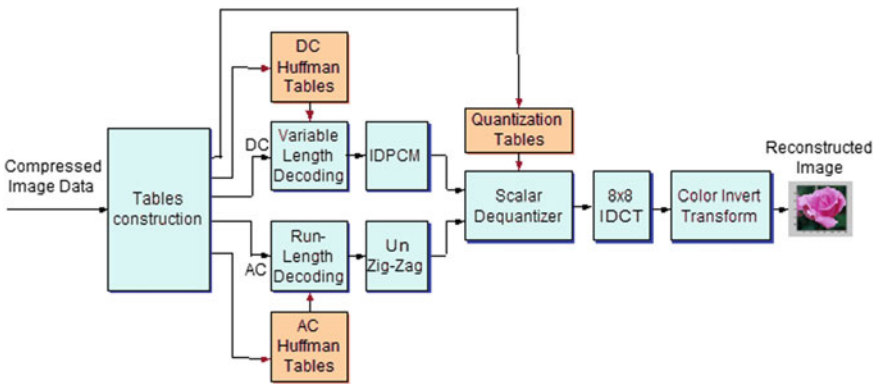 DC
Huffman
Tables
Quantization
Tables
Compressed
Image Data
Tables
construction
DC
Variable
Length
Decoding
IDPCM
Scalar
Dequantizer
8x8
IDCT
Color Invert
Transform
Reconstructed
Image
AC
Run-
Length
Decoding
Un
Zig-Zag
AC
Huffman
Tables